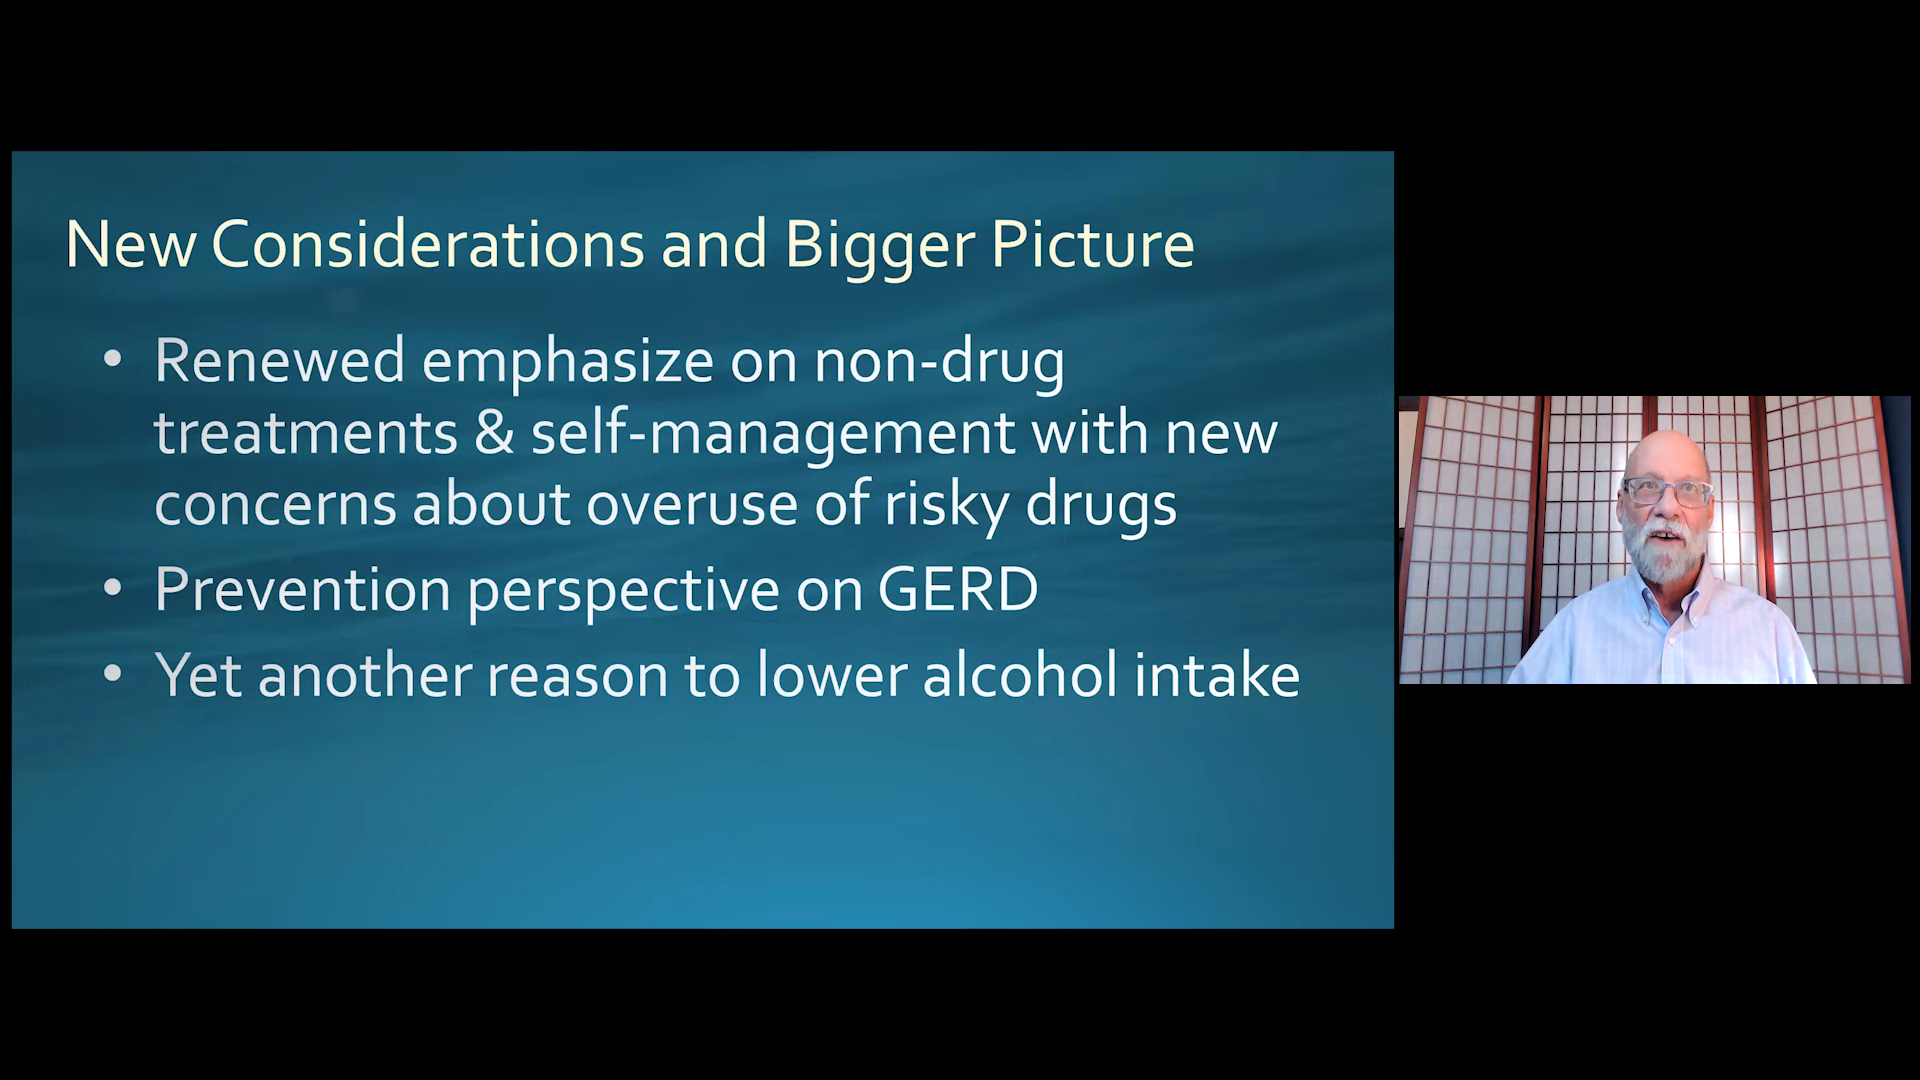 New Considerations and Bigger Picture
• Renewed emphasize on non-drug
treatments & self-management with new
concerns about overuse of risky drugs
• Prevention perspective on GERD
• Yet another reason to lower alcohol intake